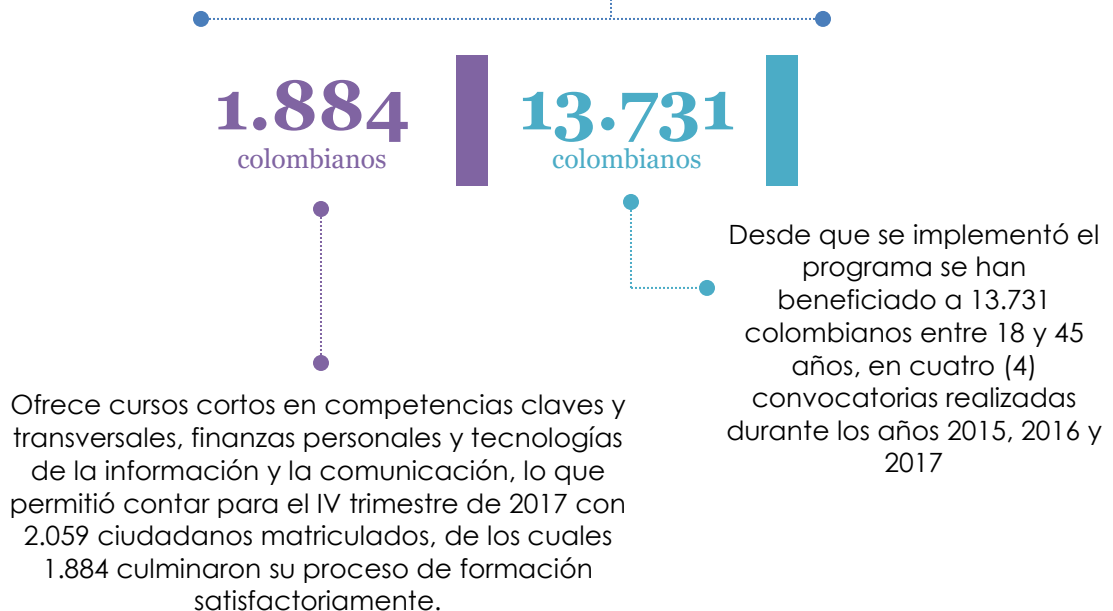 1.884
colombianos
13.731
colombianos
Desde que se implementó el
programa se han
beneficiado a 13.731
colombianos entre 18 y 45
años, en cuatro (4)
convocatorias realizadas
durante los años 2015, 2016 y
2017
Ofrece cursos cortos en competencias claves y
transversales, finanzas personales y tecnologías
de la información y la comunicación, lo que
permitió contar para el IV trimestre de 2017 con
2.059 ciudadanos matriculados, de los cuales
1.884 culminaron su proceso de formación
satisfactoriamente.